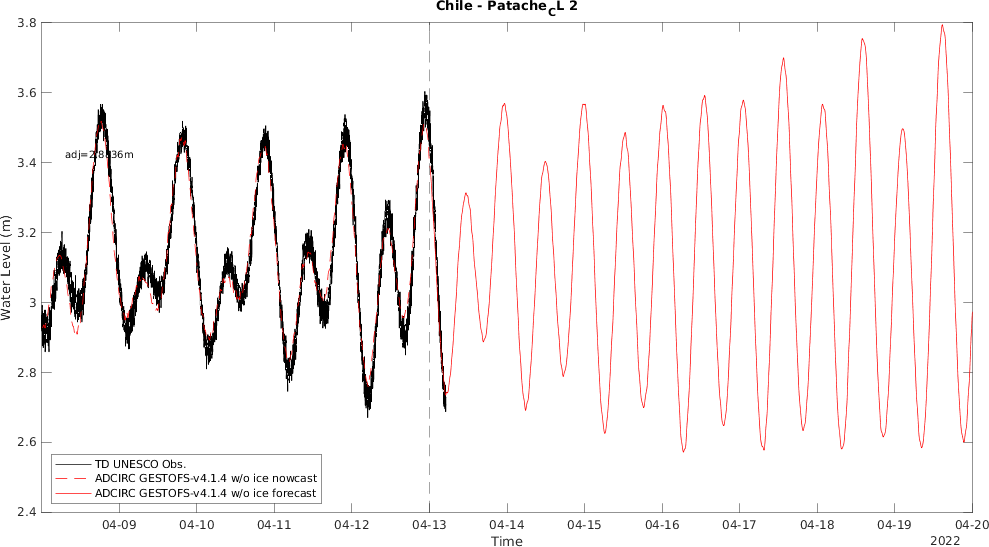 Chile - Patache_CL 2
3.8
3.6
3.4
3.2
3
2.8
2.6
2.4
Water Level (m)
TD UNESCO Obs.
ADCIRC GESTOFS-v4.1.4 w/o ice nowcast
ADCIRC GESTOFS-v4.1.4 w/o ice forecast
04-09 04-10 04-11 04-12 04-13 04-14 04-15 04-16 04-17 04-18 04-19 04-20
Time
2022